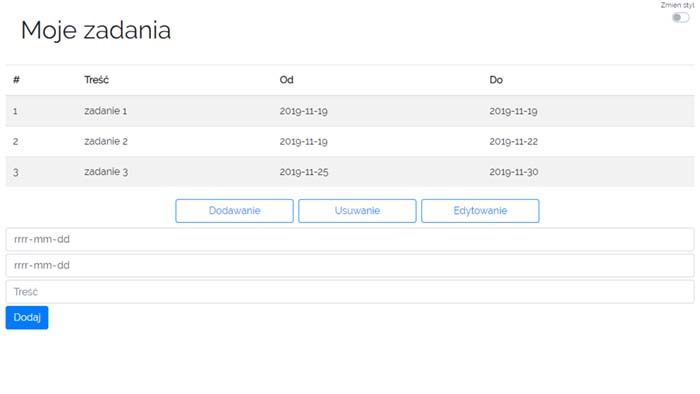 Zmień styl
Moje zadania
# Treść Od Do
1 zadanie 1 2019-11-19 2019-11-19
2 zadanie 2 2019-11-19 2019-11-22
3 zadanie 3 2019-11-25 2019-11-30
Dodawanie Usuwanie Edytowanie
rrrr-mm-dd
rrrr-mm-dd
Treść
Dodaj